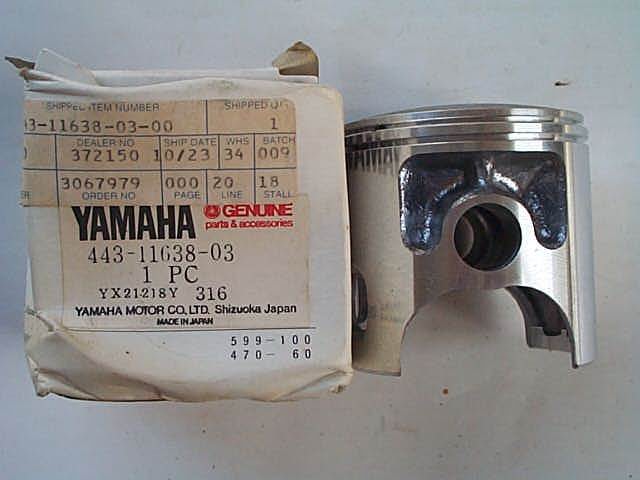 SHIPPED ITEM NUMBER SHIPPED QTY
43-11638-03-00 1
DEALER NO SHIP DATE WHS BATCH
372150 10/23 34 009
3067979 000 20 18
ORDER NO PAGE LINE STALL
YAMAHA GENUINE
parts & accessories
443-11638-03
1 PC
YX21218Y 316
YAMAHA MOTOR CO., LTD. Shizuoka Japan
MADE IN JAPAN
599-100
470- 60